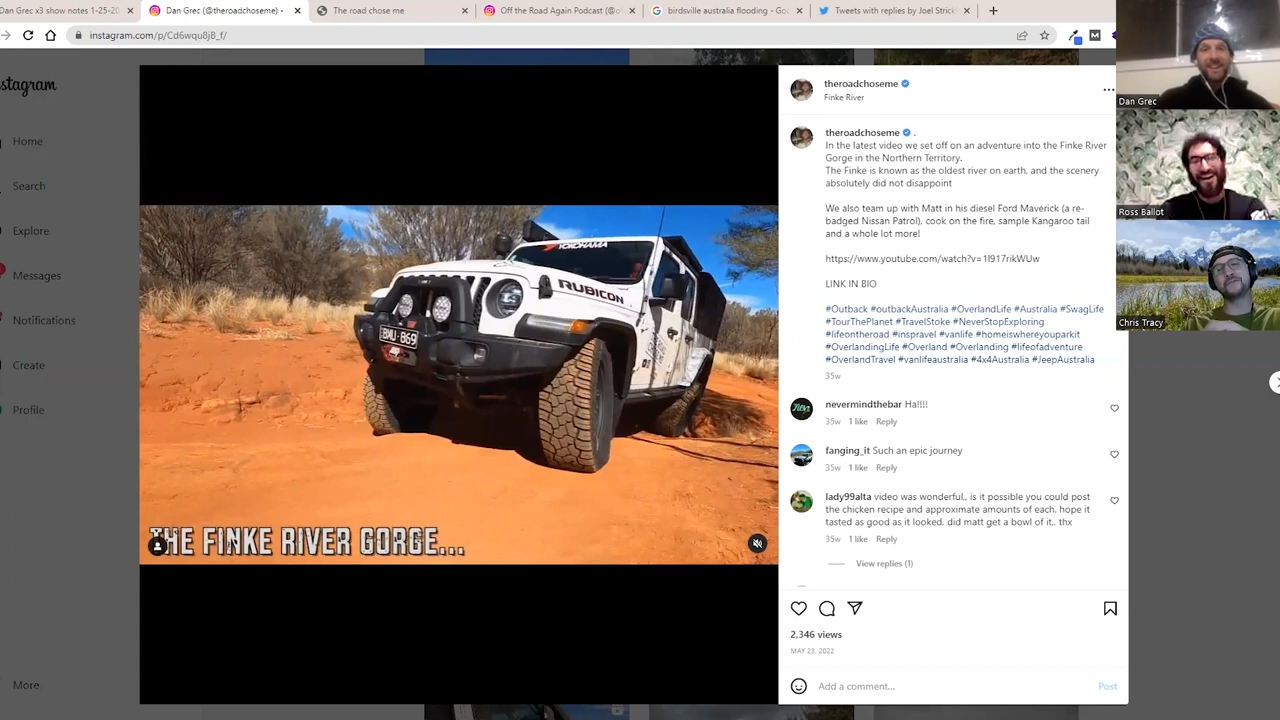 Dan Grec x3 show notes 1-25-20
Dan Grec (@theroadchoseme) -
The road chose me
Off the Road Again Podcast (@o
birdsville australia flooding - Goo
Tweets with replies by Joel Strick
instagram.com/p/Cd6wqu8jB_f/
stagram
Home
Search
Explore
Messages
Notifications
Create
Profile
More
YOKOHAMA
RUBICON
BMU·869
THE FINKE RIVER GORGE...
theroadchoseme
Finke River
theroadchoseme .
In the latest video we set off on an adventure into the Finke River
Gorge in the Northern Territory.
The Finke is known as the oldest river on earth, and the scenery
absolutely did not disappoint
We also team up with Matt in his diesel Ford Maverick (a re-
badged Nissan Patrol), cook on the fire, sample Kangaroo tail
and a whole lot more!
https://www.youtube.com/watch?v=1I917rikWUw
LINK IN BIO
#Outback #outbackAustralia #OverlandLife #Australia #SwagLife
#TourThePlanet #TravelStoke #NeverStopExploring
#lifeontheroad #inspravel #vanlife #homeiswhereyouparkit
#OverlandingLife #Overland #Overlanding #lifeofadventure
#OverlandTravel #vanlifeaustralia #4x4Australia #JeepAustralia
35w
nevermindthebar Ha!!!!
35w 1 like Reply
fanging_it Such an epic journey
35w 1 like Reply
lady99alta video was wonderful,, is it possible you could post
the chicken recipe and approximate amounts of each, hope it
tasted as good as it looked. did matt get a bowl of it.. thx
35w 1 like Reply
View replies (1)
2,346 views
MAY 23, 2022
Add a comment...
Post
Dan Grec
Ross Ballot
Chris Tracy